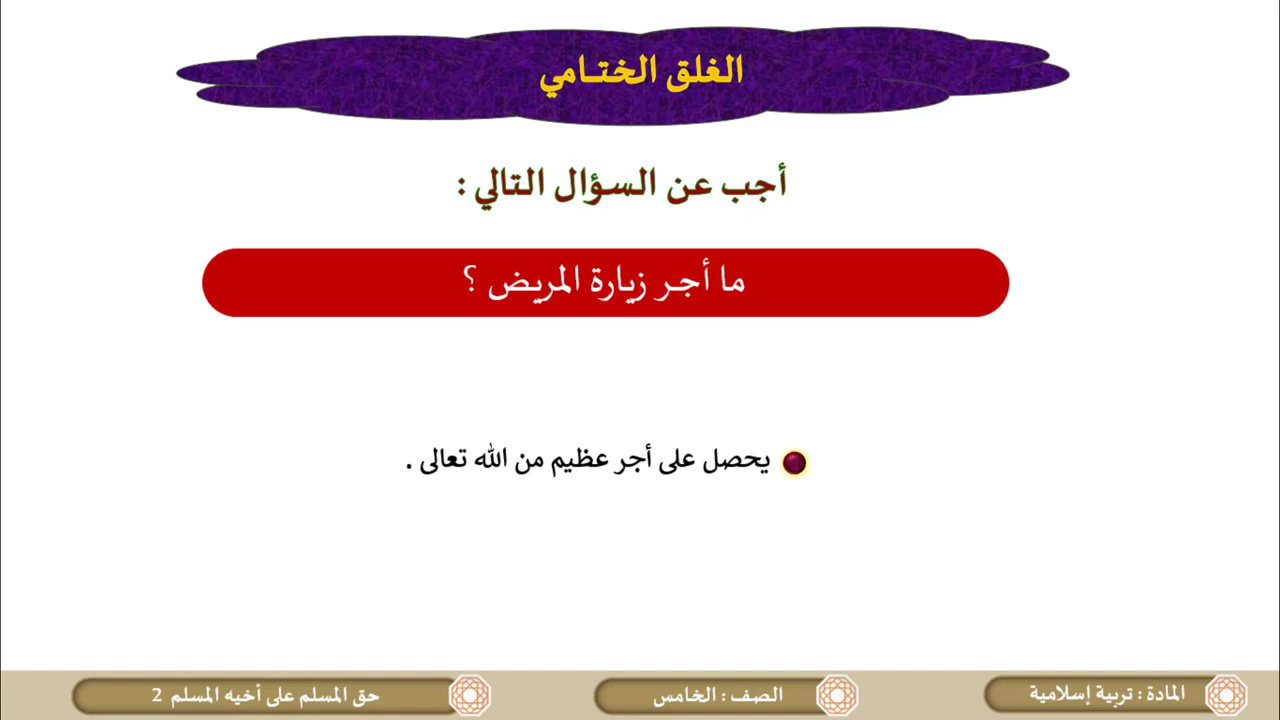 الغلق الختامي
أجب عن السؤال التالي :
ما أجر زيارة المريض ؟
يحصل على أجر عظيم من الله تعالى .
المادة : تربية إسلامية
الصف : الخامس
حق المسلم على أخيه المسلم 2